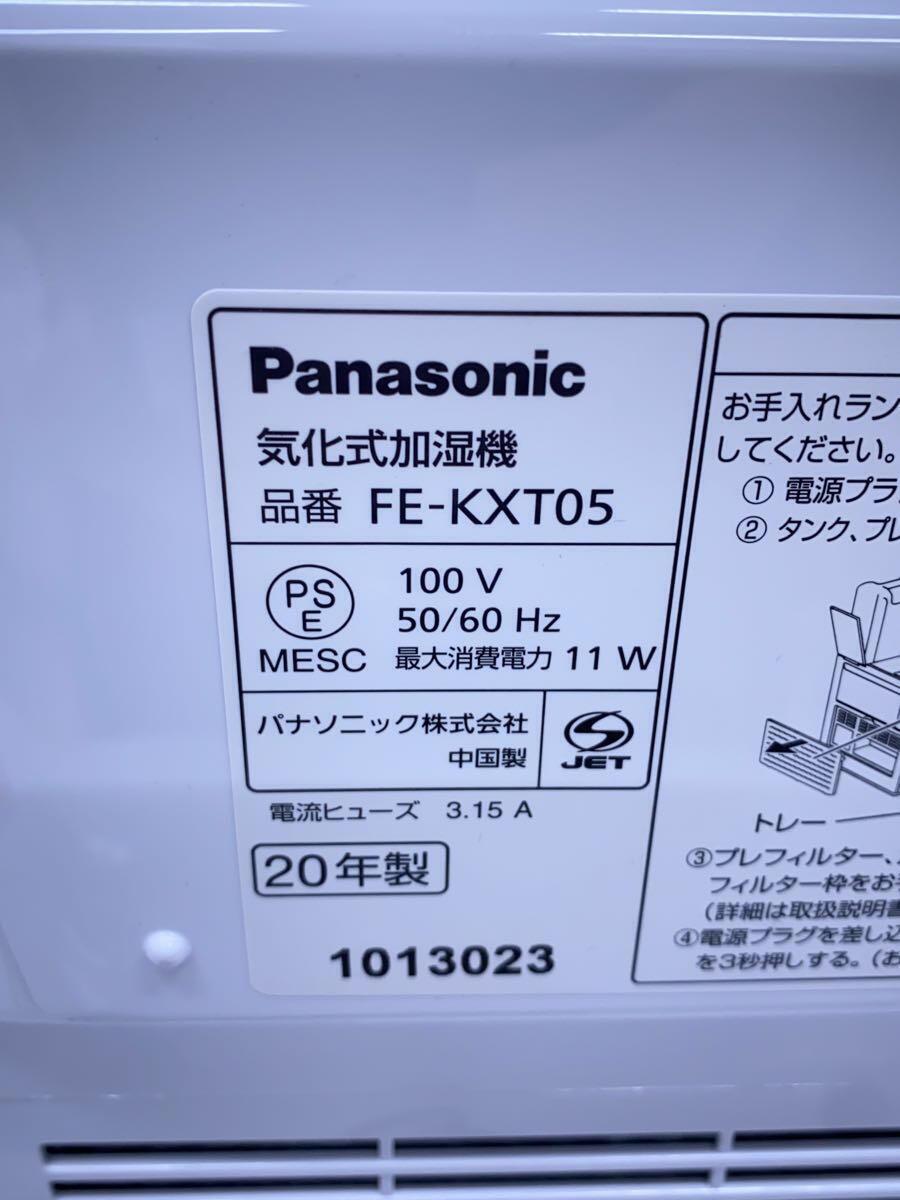 Panasonic
気化式加湿機
品番 FE-KXT05
PS
E
MESC
100 V
50/60 Hz
最大消費電力 11 W
パナソニック株式会社
中国製
JET
電流ヒューズ 3.15 A
20年製
1013023
お手入れラン
してください。
① 電源プラ
② タンク、プレ
トレー
③プレフィルター、
フィルター枠をお
(詳細は取扱説明書
④電源プラグを差し込
を3秒押しする。(お